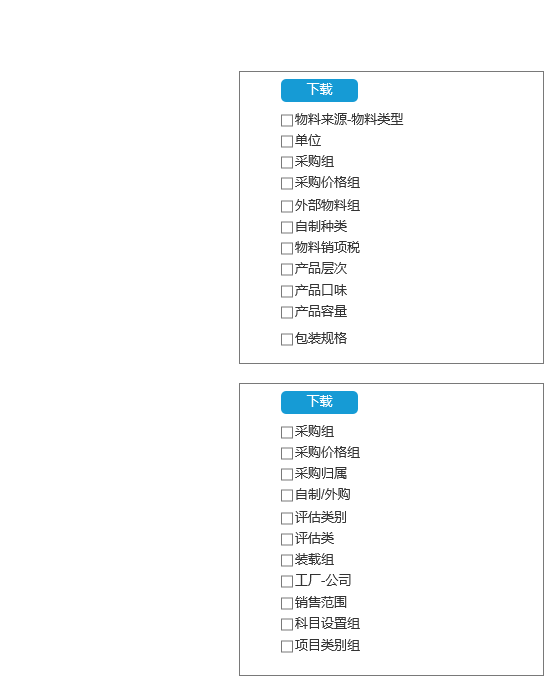 下载
物料来源-物料类型
单位
采购组
采购价格组
外部物料组
自制种类
物料销项税
产品层次
产品口味
产品容量
包装规格
下载
采购组
采购价格组
采购归属
自制/外购
评估类别
评估类
装载组
工厂-公司
销售范围
科目设置组
项目类别组